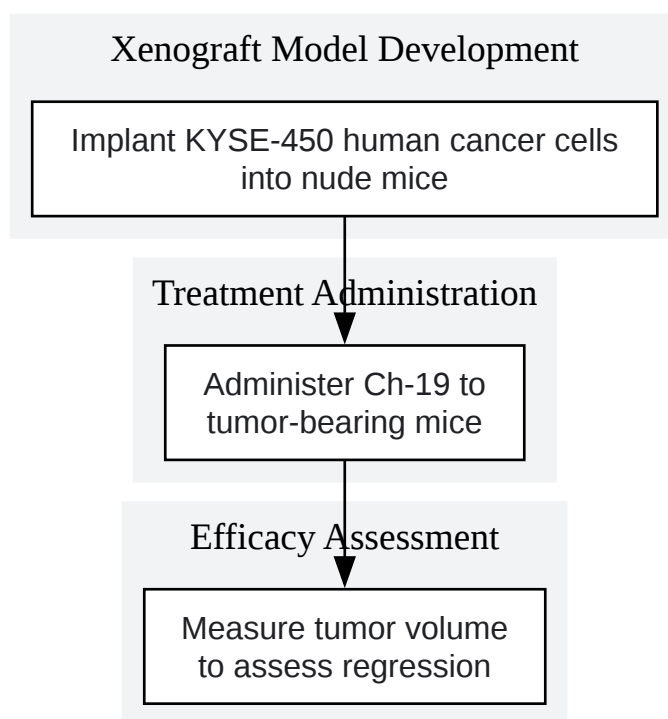 Xenograft Model Development
Implant KYSE-450 human cancer cells
into nude mice
Treatment Administration
Administer Ch-19 to
tumor-bearing mice
Efficacy Assessment
Measure tumor volume
to assess regression